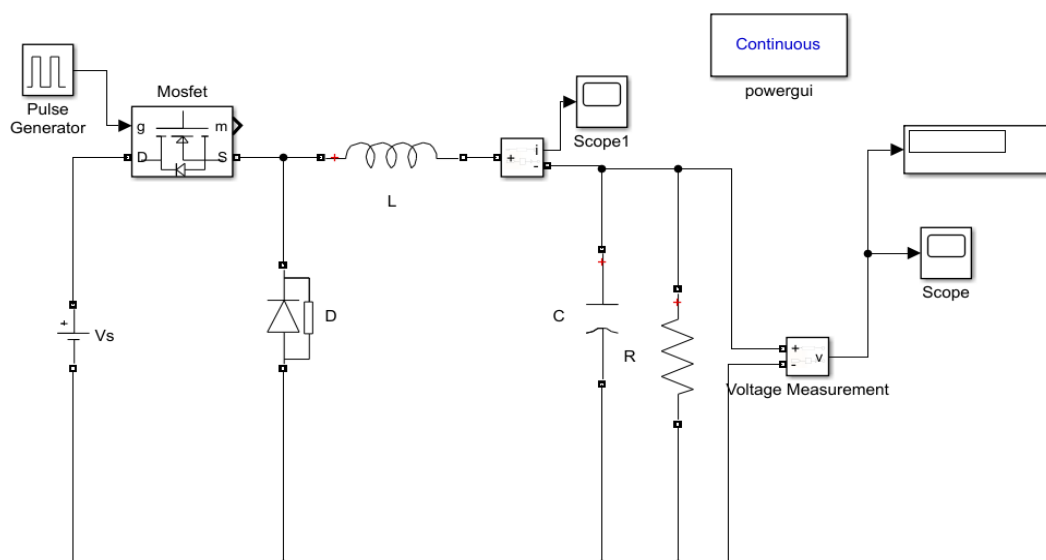 Continuous
powergui
Pulse
Generator
Mosfet
g
m
D
S
Scope1
i
+
-
+
L
Scope
+
Vs
D
+
C
+
R
+
-
v
Voltage Measurement